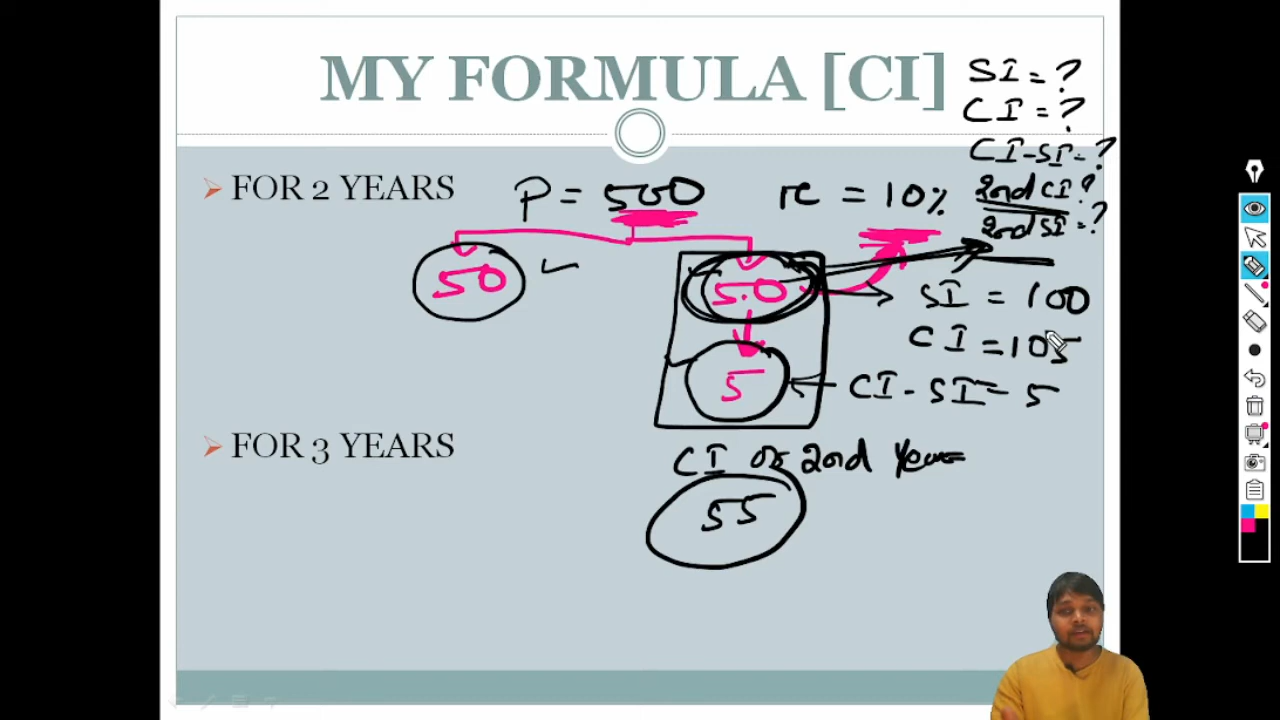 MY FORMULA [CI]
SI = ?
CI = ?
CI-SI = ?
2nd CI ?
2nd SI = ?
FOR 2 YEARS
P = 500
r = 10%
50
50
5
SI = 100
CI = 105
CI - SI = 5
FOR 3 YEARS
CI of 2nd Year
55